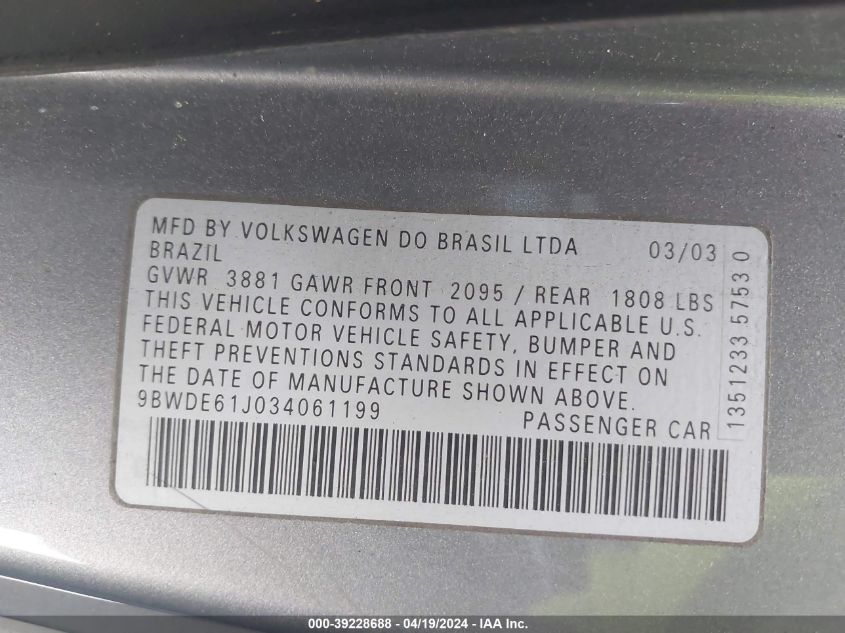 MFD BY VOLKSWAGEN DO BRASIL LTDA 03/03
BRAZIL
GVWR 3881 GAWR FRONT 2095 / REAR 1808 LBS
THIS VEHICLE CONFORMS TO ALL APPLICABLE U.S.
FEDERAL MOTOR VEHICLE SAFETY, BUMPER AND
THEFT PREVENTIONS STANDARDS IN EFFECT ON
THE DATE OF MANUFACTURE SHOWN ABOVE.
9BWDE61J034061199 PASSENGER CAR
1351233 5753 0
000-39228688 - 04/19/2024 - IAA Inc.